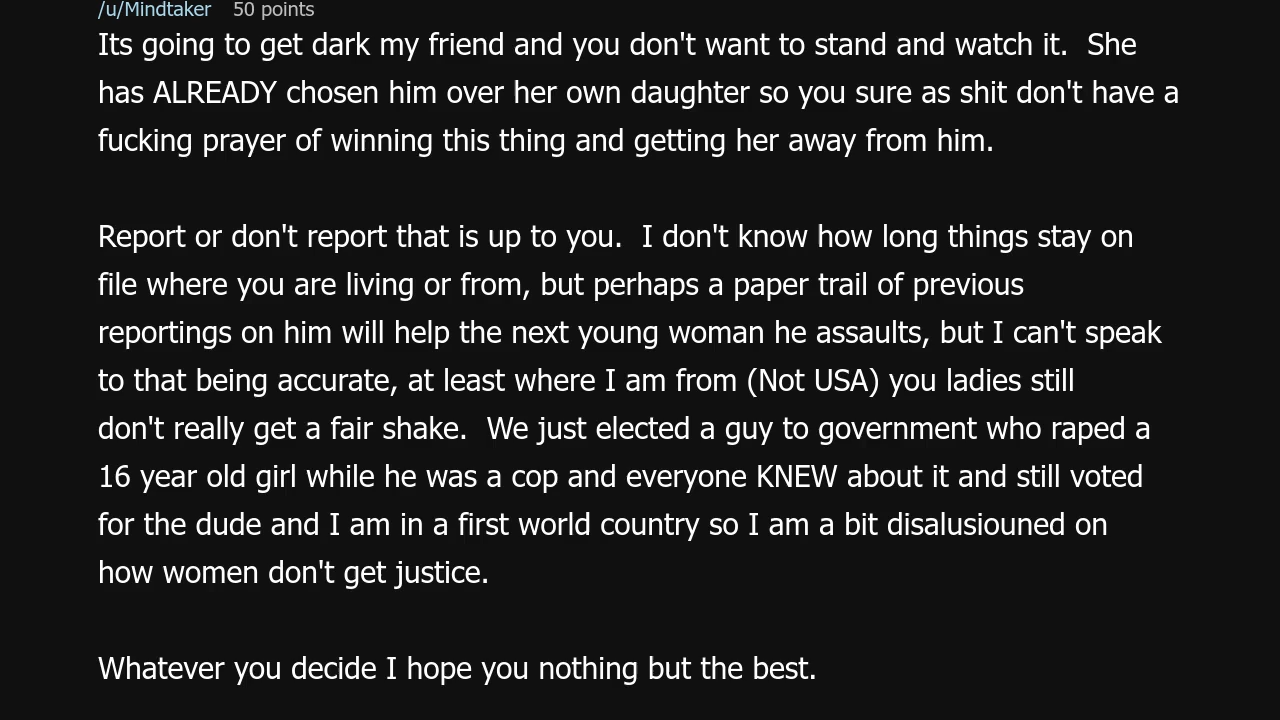 /u/Mindtaker 50 points
Its going to get dark my friend and you don't want to stand and watch it.  She
has ALREADY chosen him over her own daughter so you sure as shit don't have a
fucking prayer of winning this thing and getting her away from him.
Report or don't report that is up to you.  I don't know how long things stay on
file where you are living or from, but perhaps a paper trail of previous
reportings on him will help the next young woman he assaults, but I can't speak
to that being accurate, at least where I am from (Not USA) you ladies still
don't really get a fair shake.  We just elected a guy to government who raped a
16 year old girl while he was a cop and everyone KNEW about it and still voted
for the dude and I am in a first world country so I am a bit disalusiouned on
how women don't get justice.
Whatever you decide I hope you nothing but the best.